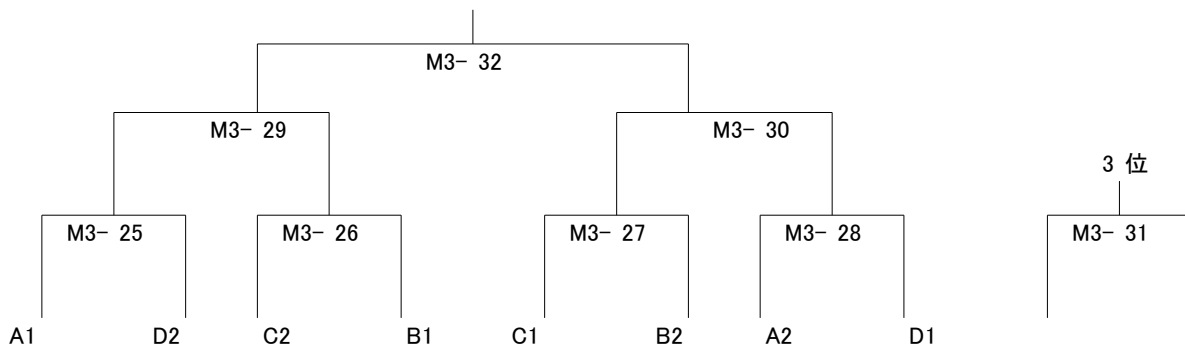 M3- 32
M3- 29
M3- 30
3 位
M3- 25
M3- 26
M3- 27
M3- 28
M3- 31
A1
D2
C2
B1
C1
B2
A2
D1